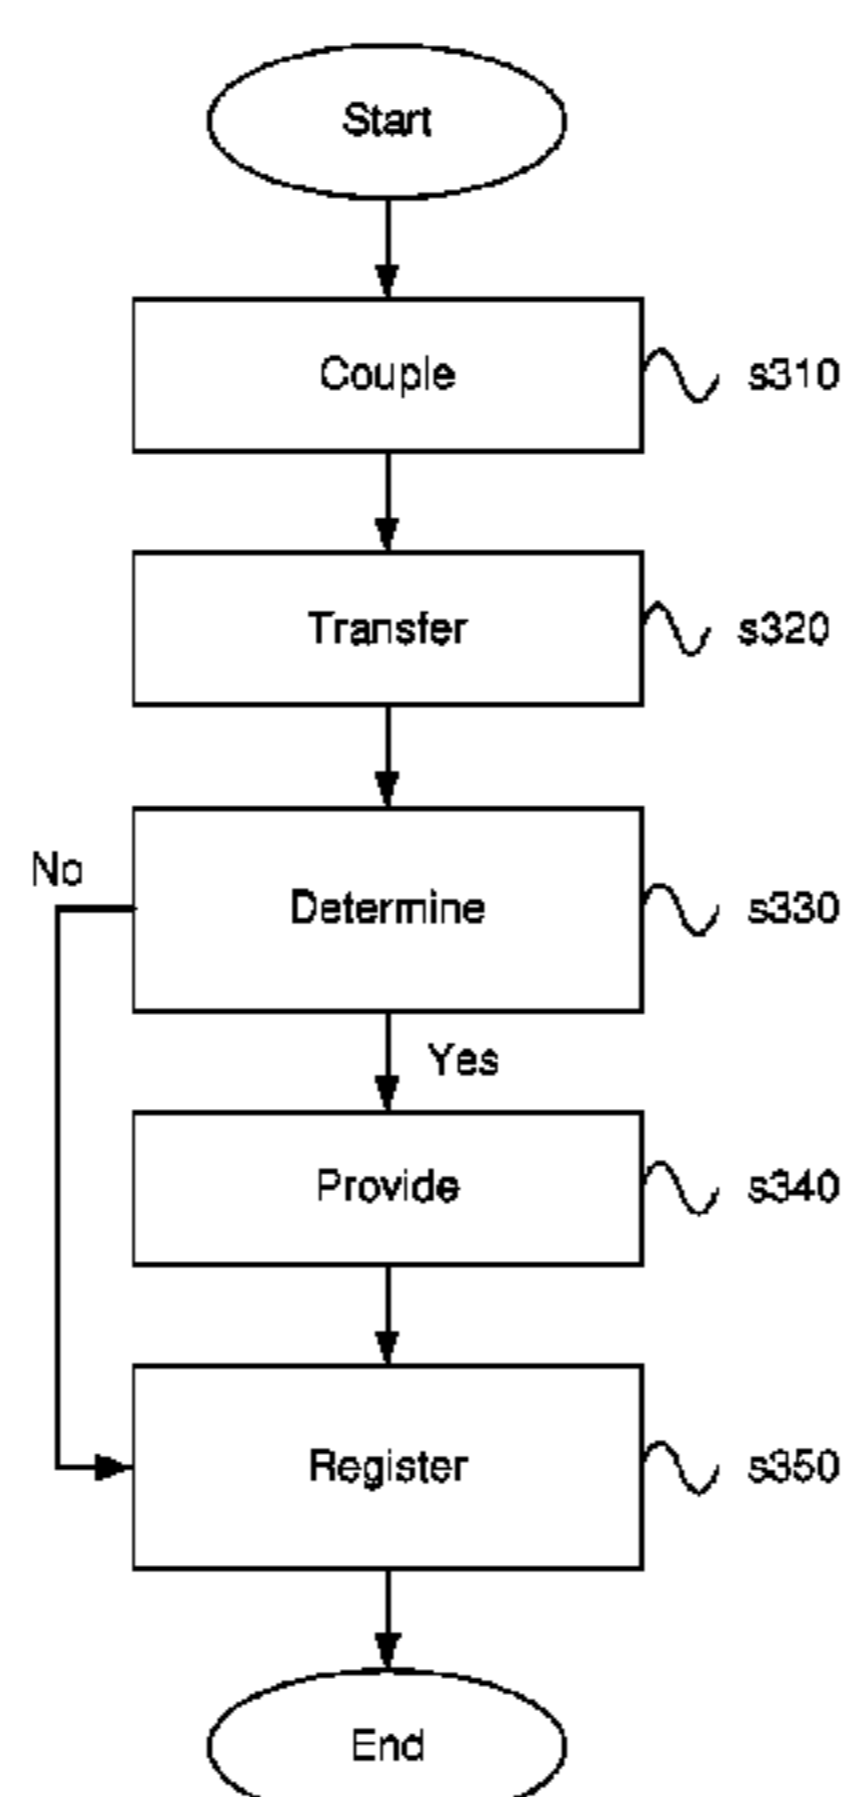 Start
Couple
s310
Transfer
s320
No
Determine
s330
Yes
Provide
s340
Register
s350
End